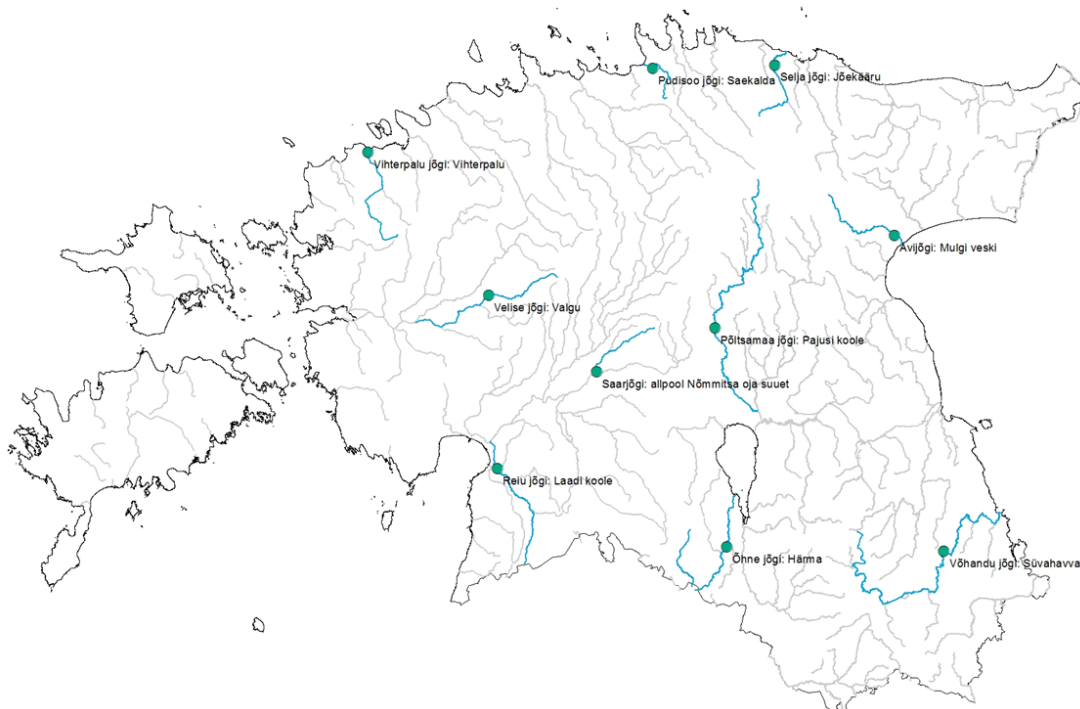 Pudisoo jõgi: Saekalda
Selja jõgi: Jõekääru
Vihterpalu jõgi: Vihterpalu
Avijõgi: Mulgi veski
Velise jõgi: Valgu
Põltsamaa jõgi: Pajusi koole
Saarjõgi: allpool Nõmmitsa oja suuet
Reiu jõgi: Laadi koole
Õhne jõgi: Härma
Võhandu jõgi: Süvahavva